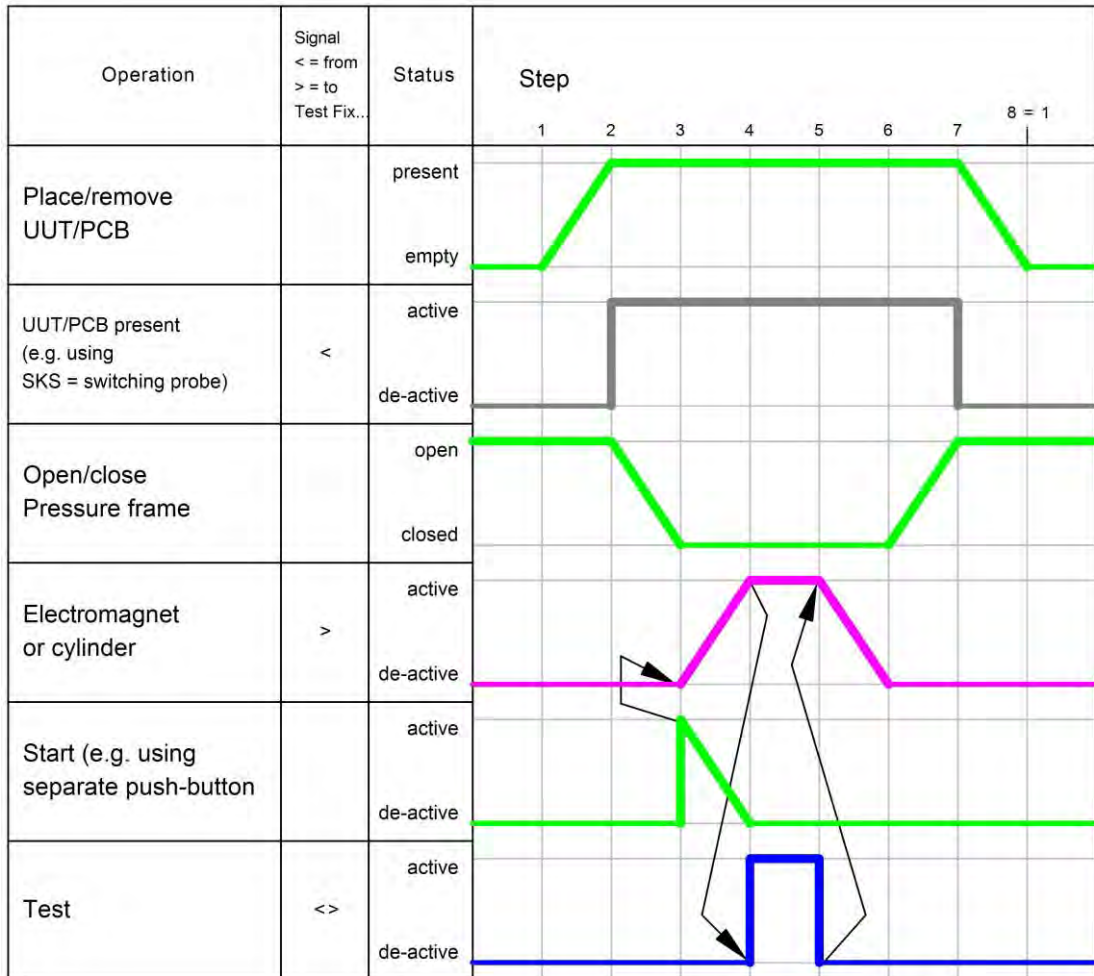 Operation
Signal
< = from
> = to
Test Fix...
Status
Step
1 2 3 4 5 6 7 8 = 1
Place/remove
UUT/PCB
present
empty
UUT/PCB present
(e.g. using
SKS = switching probe)
<
active
de-active
Open/close
Pressure frame
open
closed
Electromagnet
or cylinder
>
active
de-active
Start (e.g. using
separate push-button
active
de-active
Test
<>
active
de-active